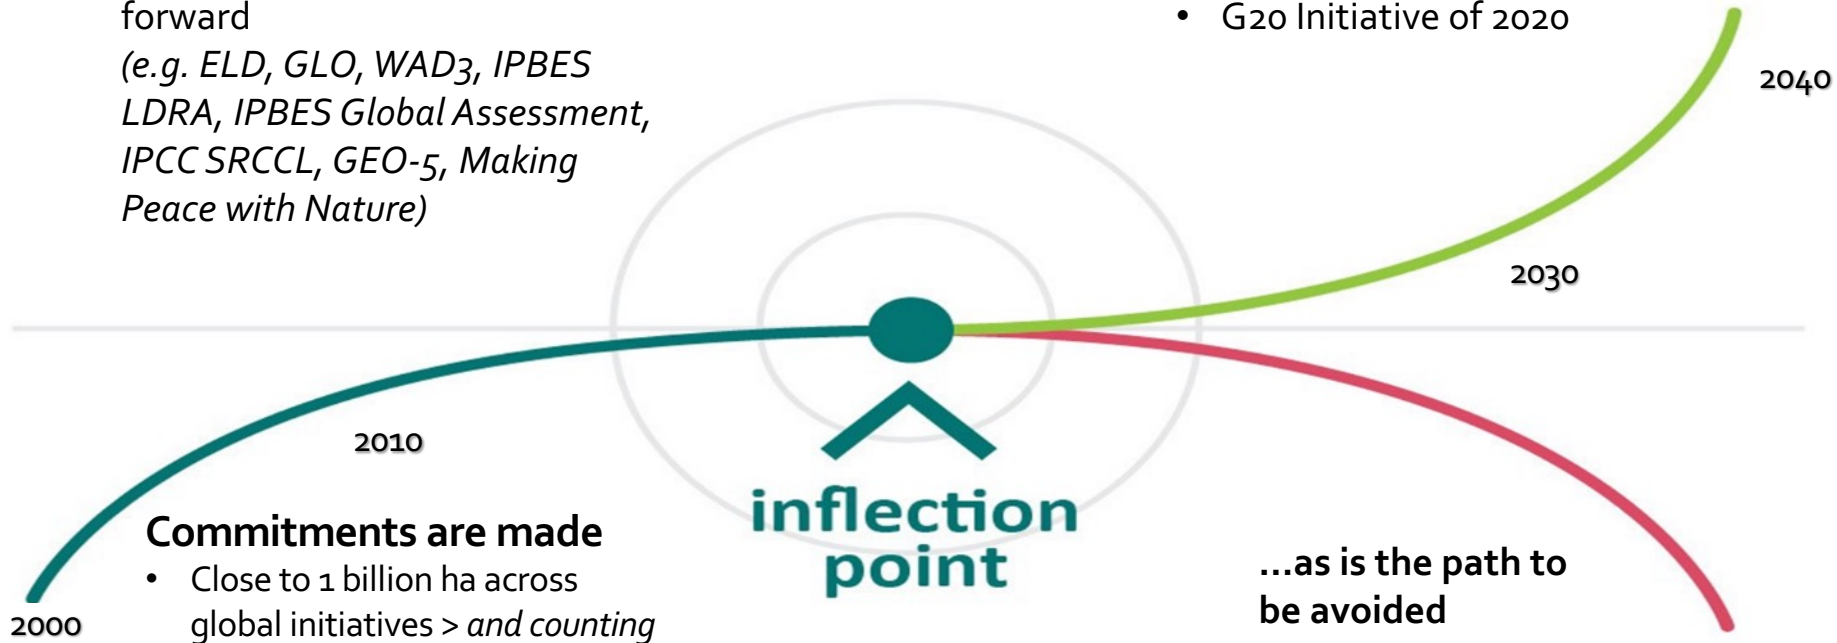 forward
(e.g. ELD, GLO, WAD3, IPBES
LDRA, IPBES Global Assessment,
IPCC SRCCL, GEO-5, Making
Peace with Nature)
• G20 Initiative of 2020
2040
2030
2010
inflection
point
Commitments are made
• Close to 1 billion ha across
global initiatives > and counting
2000
...as is the path to
be avoided